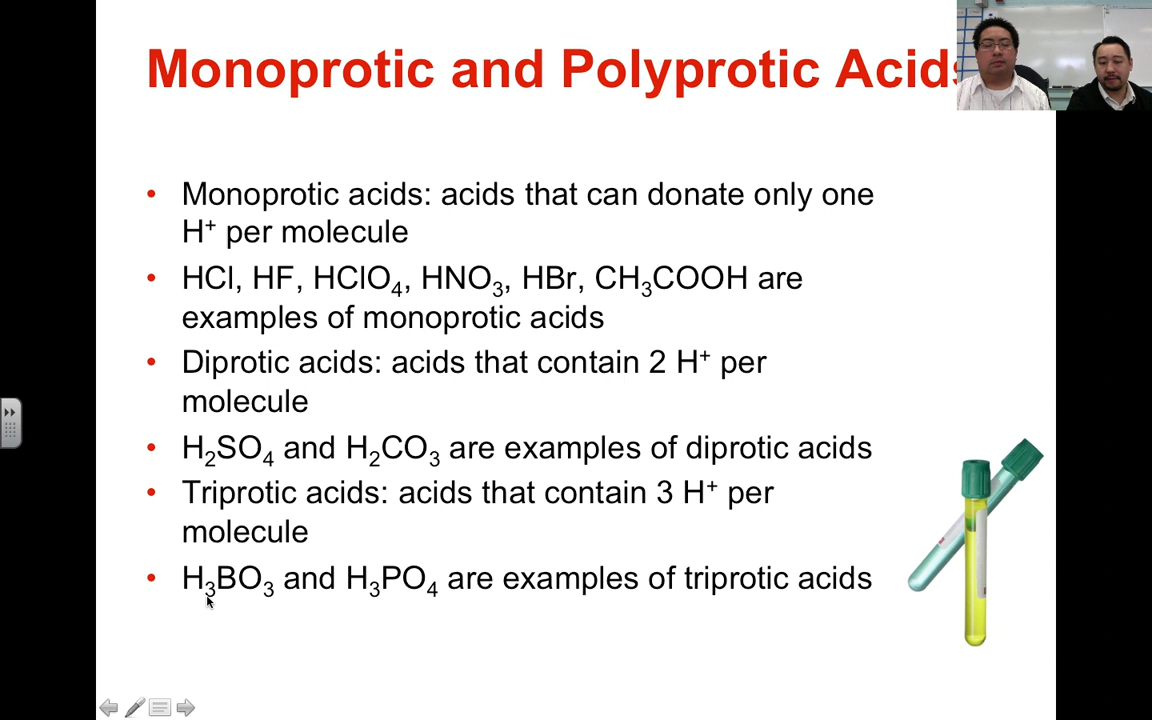 Monoprotic and Polyprotic Acids
• Monoprotic acids: acids that can donate only one
H⁺ per molecule
• HCl, HF, HClO₄, HNO₃, HBr, CH₃COOH are
examples of monoprotic acids
• Diprotic acids: acids that contain 2 H⁺ per
molecule
• H₂SO₄ and H₂CO₃ are examples of diprotic acids
• Triprotic acids: acids that contain 3 H⁺ per
molecule
• H₃BO₃ and H₃PO₄ are examples of triprotic acids